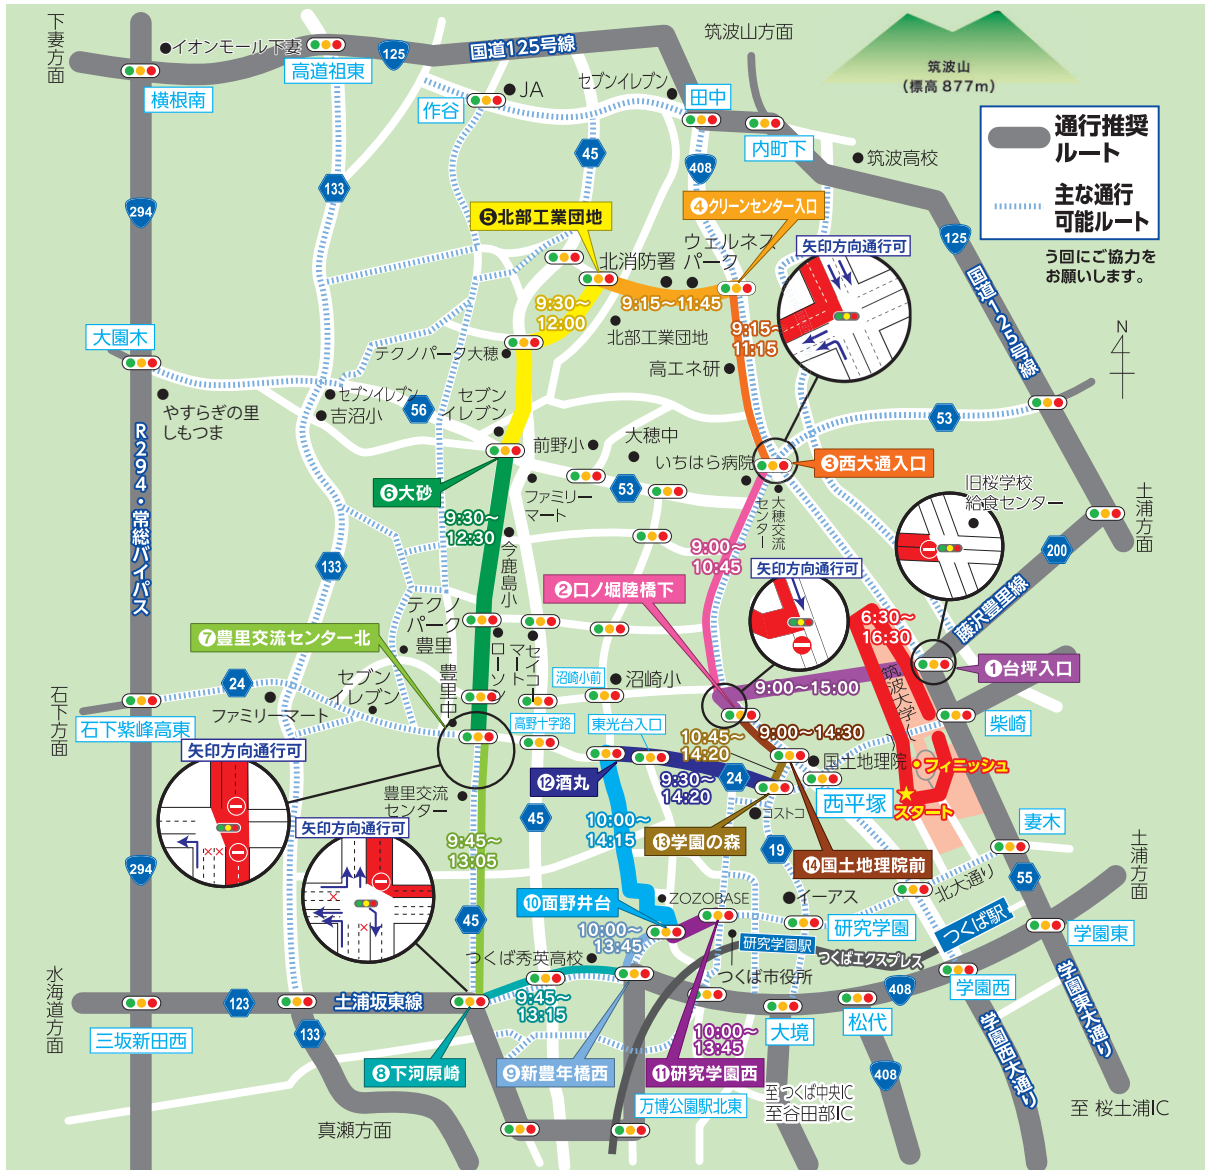 下妻方面
イオンモール下妻
高道祖東
125
国道125号線
筑波山方面
筑波山
(標高877m)
横根南
JA
作谷
セブンイレブン
田中
内町下
筑波高校
通行推奨
ルート
主な通行
可能ルート
う回にご協力を
お願いします。
133
45
408
294
❺北部工業団地
❹クリーンセンター入口
ウェルネス
パーク
矢印方向通行可
125
国道125号線
北消防署
9:30〜
12:00
9:15〜11:45
9:15〜
11:15
北部工業団地
N
大園木
テクノパーク大穂
高エネ研
セブンイレブン
吉沼小
56
セブン
イレブン
やすらぎの里
しもつま
53
R294・常総バイパス
前野小
大穂中
いちはら病院
❸西大通入口
❻大砂
ファミリー
マート
53
大穂交流
センター
旧桜学校
給食センター
土浦方面
9:30〜
12:30
今鹿島小
9:00〜
10:45
矢印方向通行可
200
藤沢豊里線
133
❷口ノ堀陸橋下
テクノ
パーク
豊里
6:30〜
16:30
❼豊里交流センター北
ローソン
セイコー
マート
沼崎小前
沼崎小
❶台坪入口
9:00〜15:00
筑波大学
石下方面
24
セブン
イレブン
豊里中
石下紫峰高東
ファミリーマート
高野十字路
東光台入口
柴崎
矢印方向通行可
10:45〜
14:20
9:00〜14:30
国土地理院
フィニッシュ
⓬酒丸
9:30〜
14:20
24
西平塚
スタート
豊里交流
センター
コストコ
矢印方向通行可
45
10:00〜
14:15
⓭学園の森
19
⓮国土地理院前
妻木
土浦方面
9:45〜
13:05
294
55
北大通り
❿面野井台
ZOZOBASE
イーアス
45
10:00〜
13:45
研究学園
つくば駅
学園東
つくば秀英高校
研究学園駅
つくばエクスプレス
つくば市役所
水海道方面
学園西
123
土浦坂東線
9:45〜
13:15
408
三坂新田西
133
10:00〜
13:45
大境
松代
学園西大通り
学園東大通り
❽下河原崎
❾新豊年橋西
⓫研究学園西
408
万博公園駅北東
至 つくば中央IC
至谷田部IC
真瀬方面
至 桜土浦IC